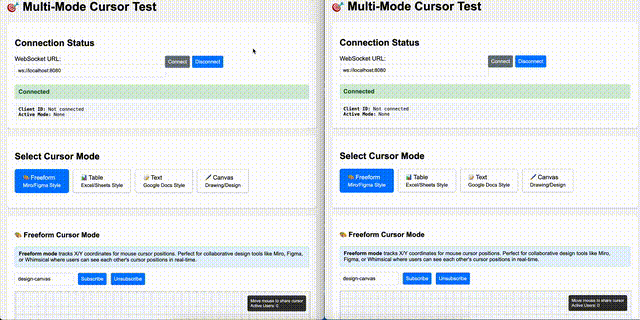 🎯 Multi-Mode Cursor Test
Connection Status
WebSocket URL:
ws://localhost:8080
Connect
Disconnect
Connected
Client ID: Not connected
Active Mode: None
Select Cursor Mode
Freeform
Miro/Figma Style
Table
Excel/Sheets Style
Text
Google Docs Style
Canvas
Drawing/Design
Freeform Cursor Mode
Freeform mode tracks X/Y coordinates for mouse cursor positions. Perfect for collaborative design tools like Miro, Figma,
or Whimsical where users can see each other's cursor positions in real-time.
design-canvas
Subscribe
Unsubscribe
Move mouse to share cursor
Active Users: 0
🎯 Multi-Mode Cursor Test
Connection Status
WebSocket URL:
ws://localhost:8080
Connect
Disconnect
Connected
Client ID: Not connected
Active Mode: None
Select Cursor Mode
Freeform
Miro/Figma Style
Table
Excel/Sheets Style
Text
Google Docs Style
Canvas
Drawing/Design
Freeform Cursor Mode
Freeform mode tracks X/Y coordinates for mouse cursor positions. Perfect for collaborative design tools like Miro,
Figma, or Whimsical where users can see each other's cursor positions in real-time.
design-canvas
Subscribe
Unsubscribe
Move mouse to share cursor
Active Users: 0